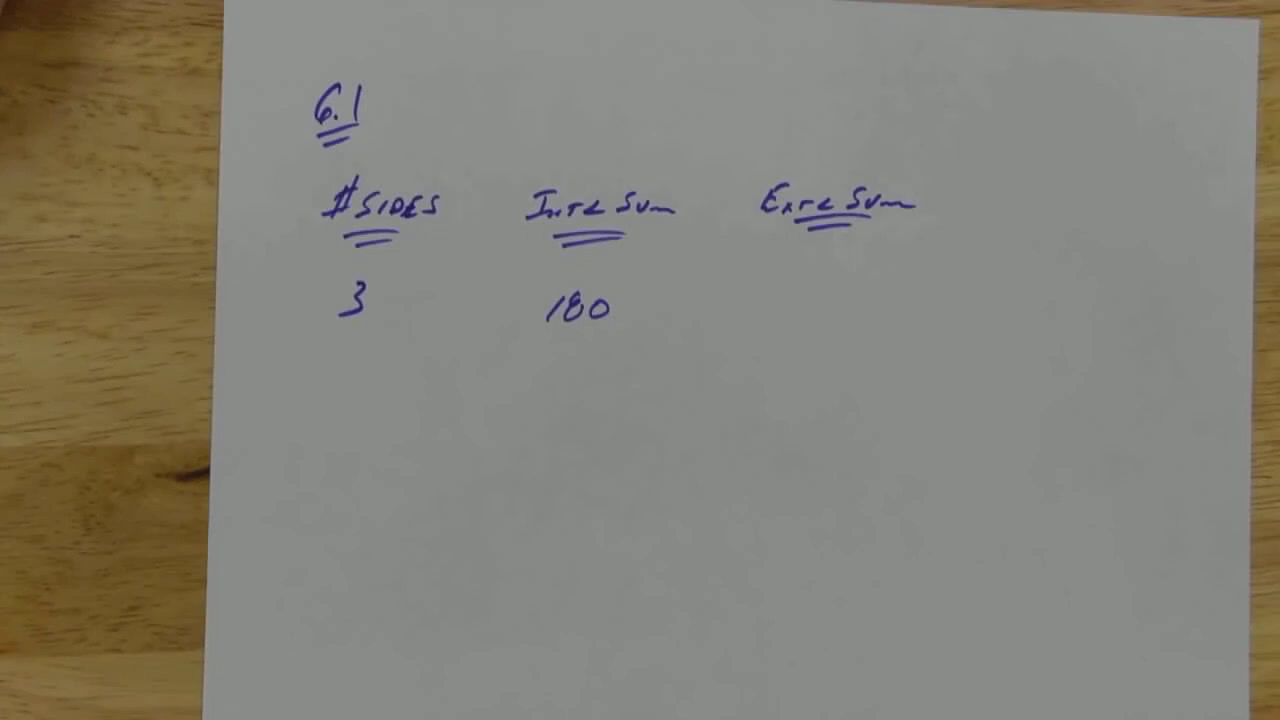 6.1
# SIDES INT ∠ SUM EXT ∠ SUM
3 180